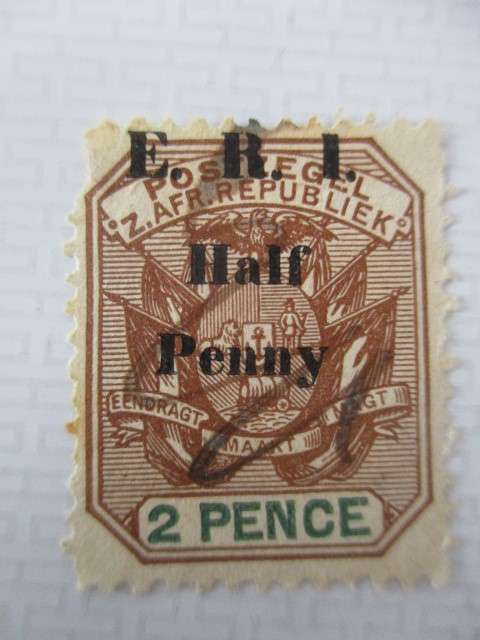 E. R. I.
POSTZEGEL
Z. AFR. REPUBLIEK
Half
Penny
EENDRAGT
MAAKT
MAGT
2 PENCE